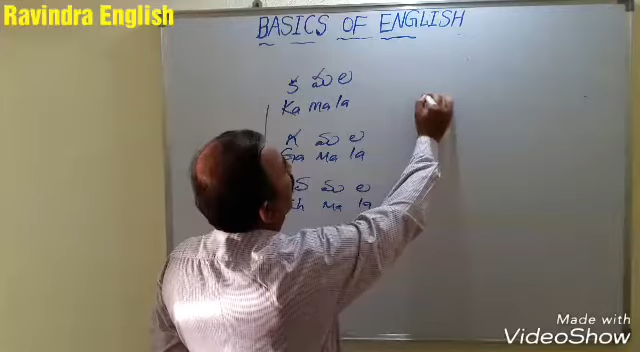 Ravindra English
BASICS OF ENGLISH
క మ ల
Ka Ma la
మ ల
Ga Ma la
మ ల
Ma la
Made with
VideoShow